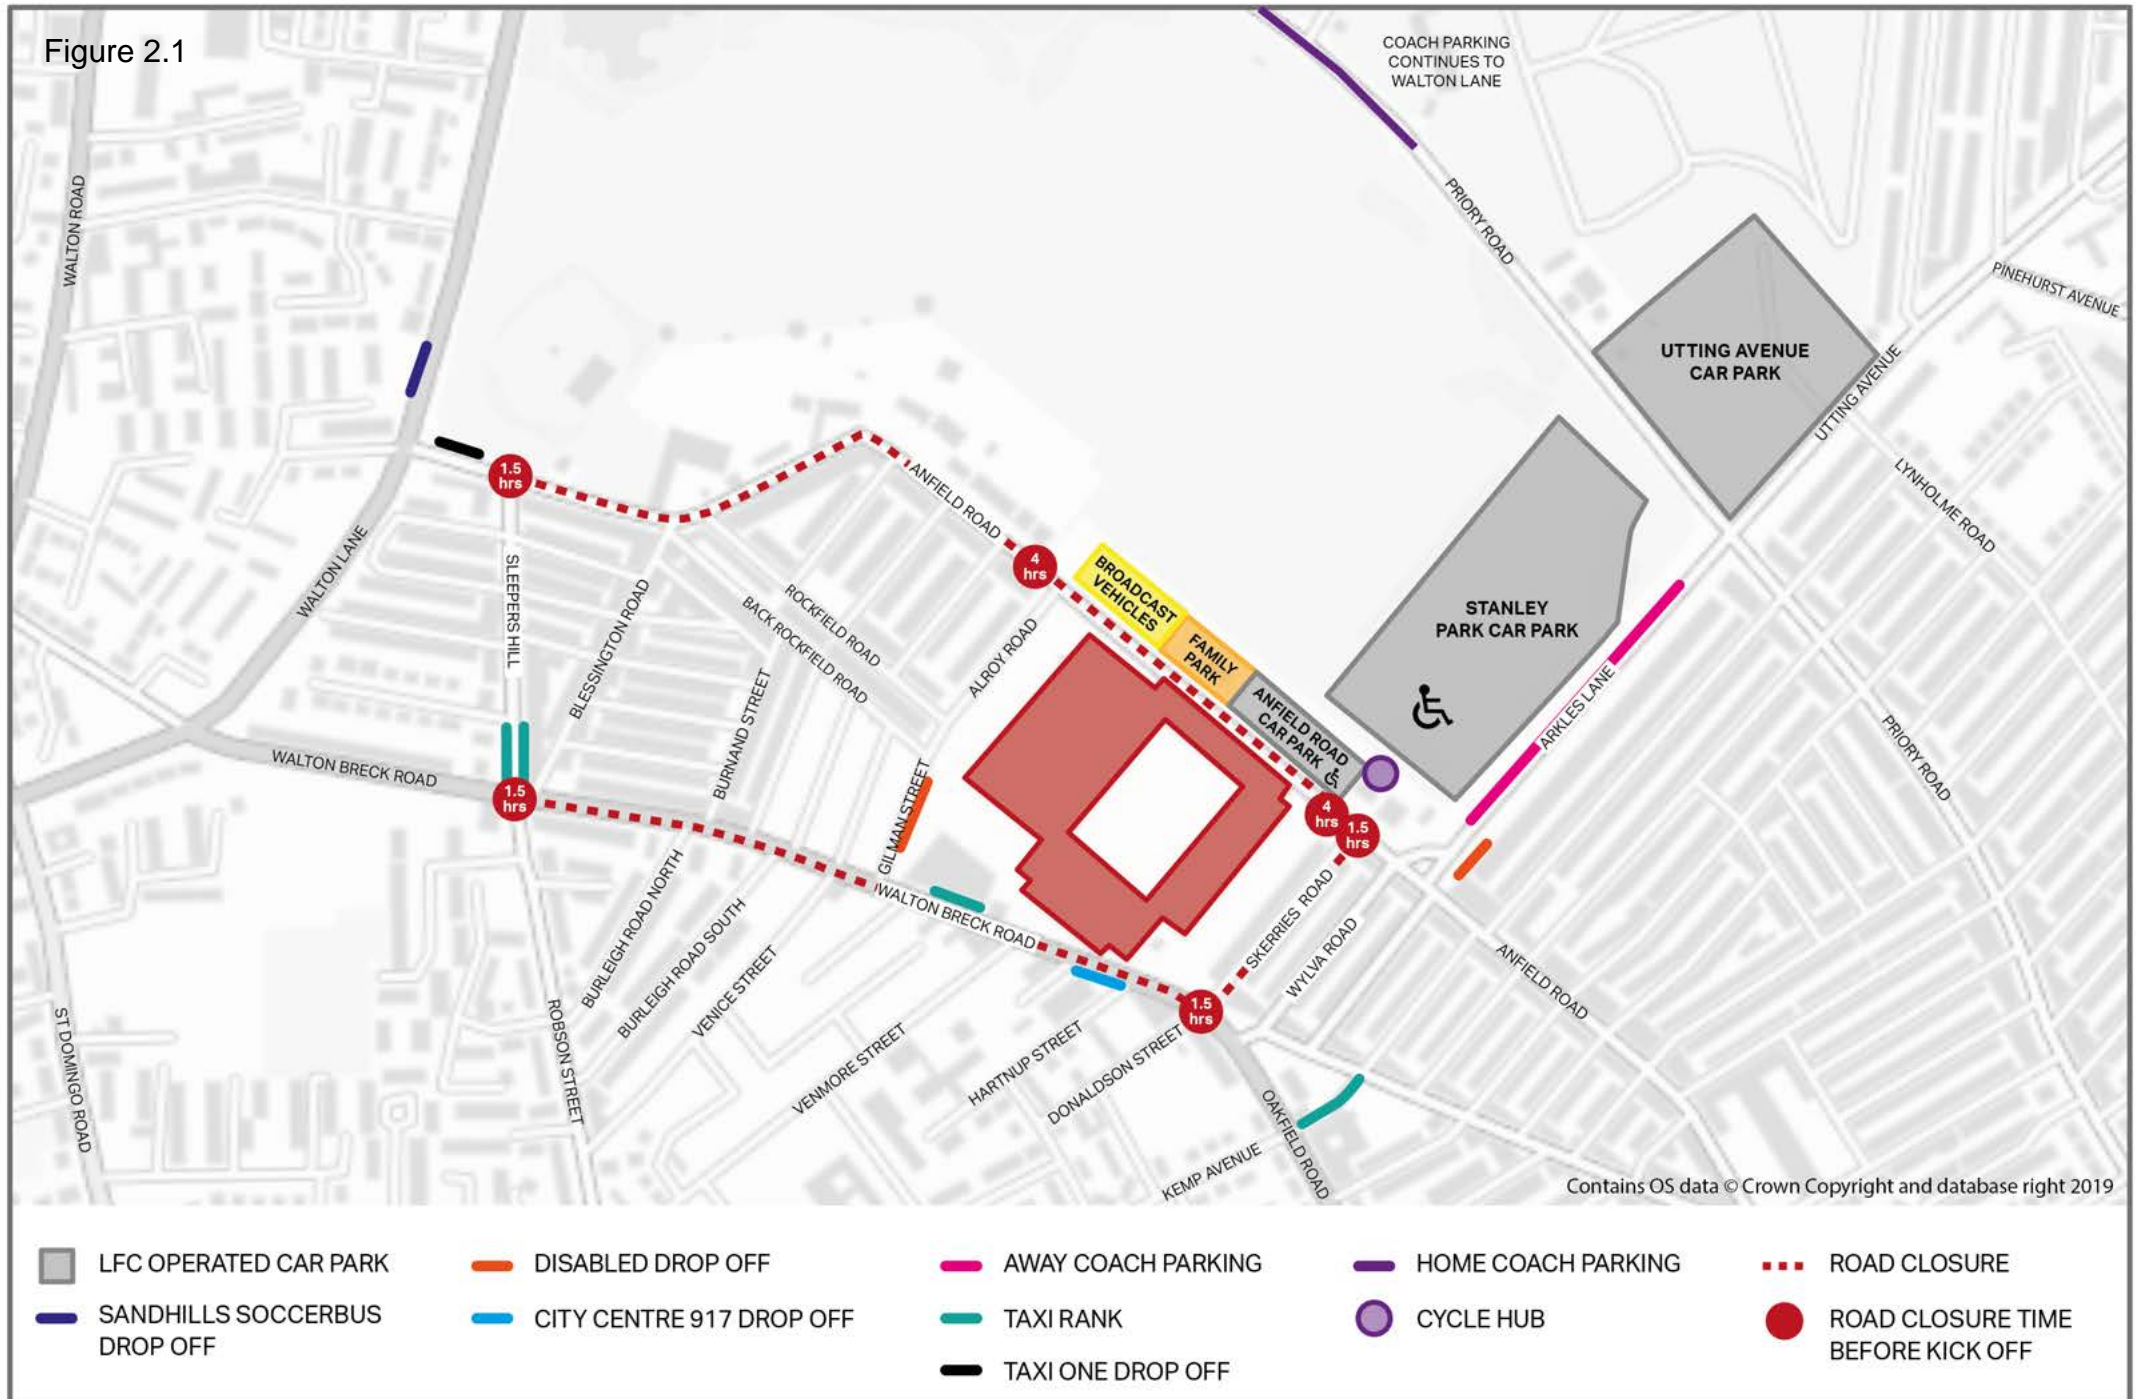 Figure 2.1
COACH PARKING
CONTINUES TO
WALTON LANE
WALTON ROAD
PRIORY ROAD
PINEHURST AVENUE
UTTING AVENUE
CAR PARK
UTTING AVENUE
LYNHOLME ROAD
1.5
hrs
ANFIELD ROAD
4
hrs
BROADCAST
VEHICLES
FAMILY
PARK
ANFIELD ROAD
CAR PARK
STANLEY
PARK CAR PARK
ARKLES LANE
WALTON LANE
SLEEPERS HILL
BLESSINGTON ROAD
ROCKFIELD ROAD
BACK ROCKFIELD ROAD
ALROY ROAD
BURNAND STREET
GILMAN STREET
PRIORY ROAD
WALTON BRECK ROAD
1.5
hrs
4
hrs
1.5
hrs
WALTON BRECK ROAD
SKERRIES ROAD
WYLVA ROAD
ANFIELD ROAD
BURLEIGH ROAD NORTH
BURLEIGH ROAD SOUTH
VENICE STREET
1.5
hrs
VENMORE STREET
HARTNUP STREET
DONALDSON STREET
ST DOMINGO ROAD
ROBSON STREET
OAKFIELD ROAD
KEMP AVENUE
Contains OS data © Crown Copyright and database right 2019
LFC OPERATED CAR PARK
DISABLED DROP OFF
AWAY COACH PARKING
HOME COACH PARKING
ROAD CLOSURE
SANDHILLS SOCCERBUS
DROP OFF
CITY CENTRE 917 DROP OFF
TAXI RANK
CYCLE HUB
ROAD CLOSURE TIME
BEFORE KICK OFF
TAXI ONE DROP OFF